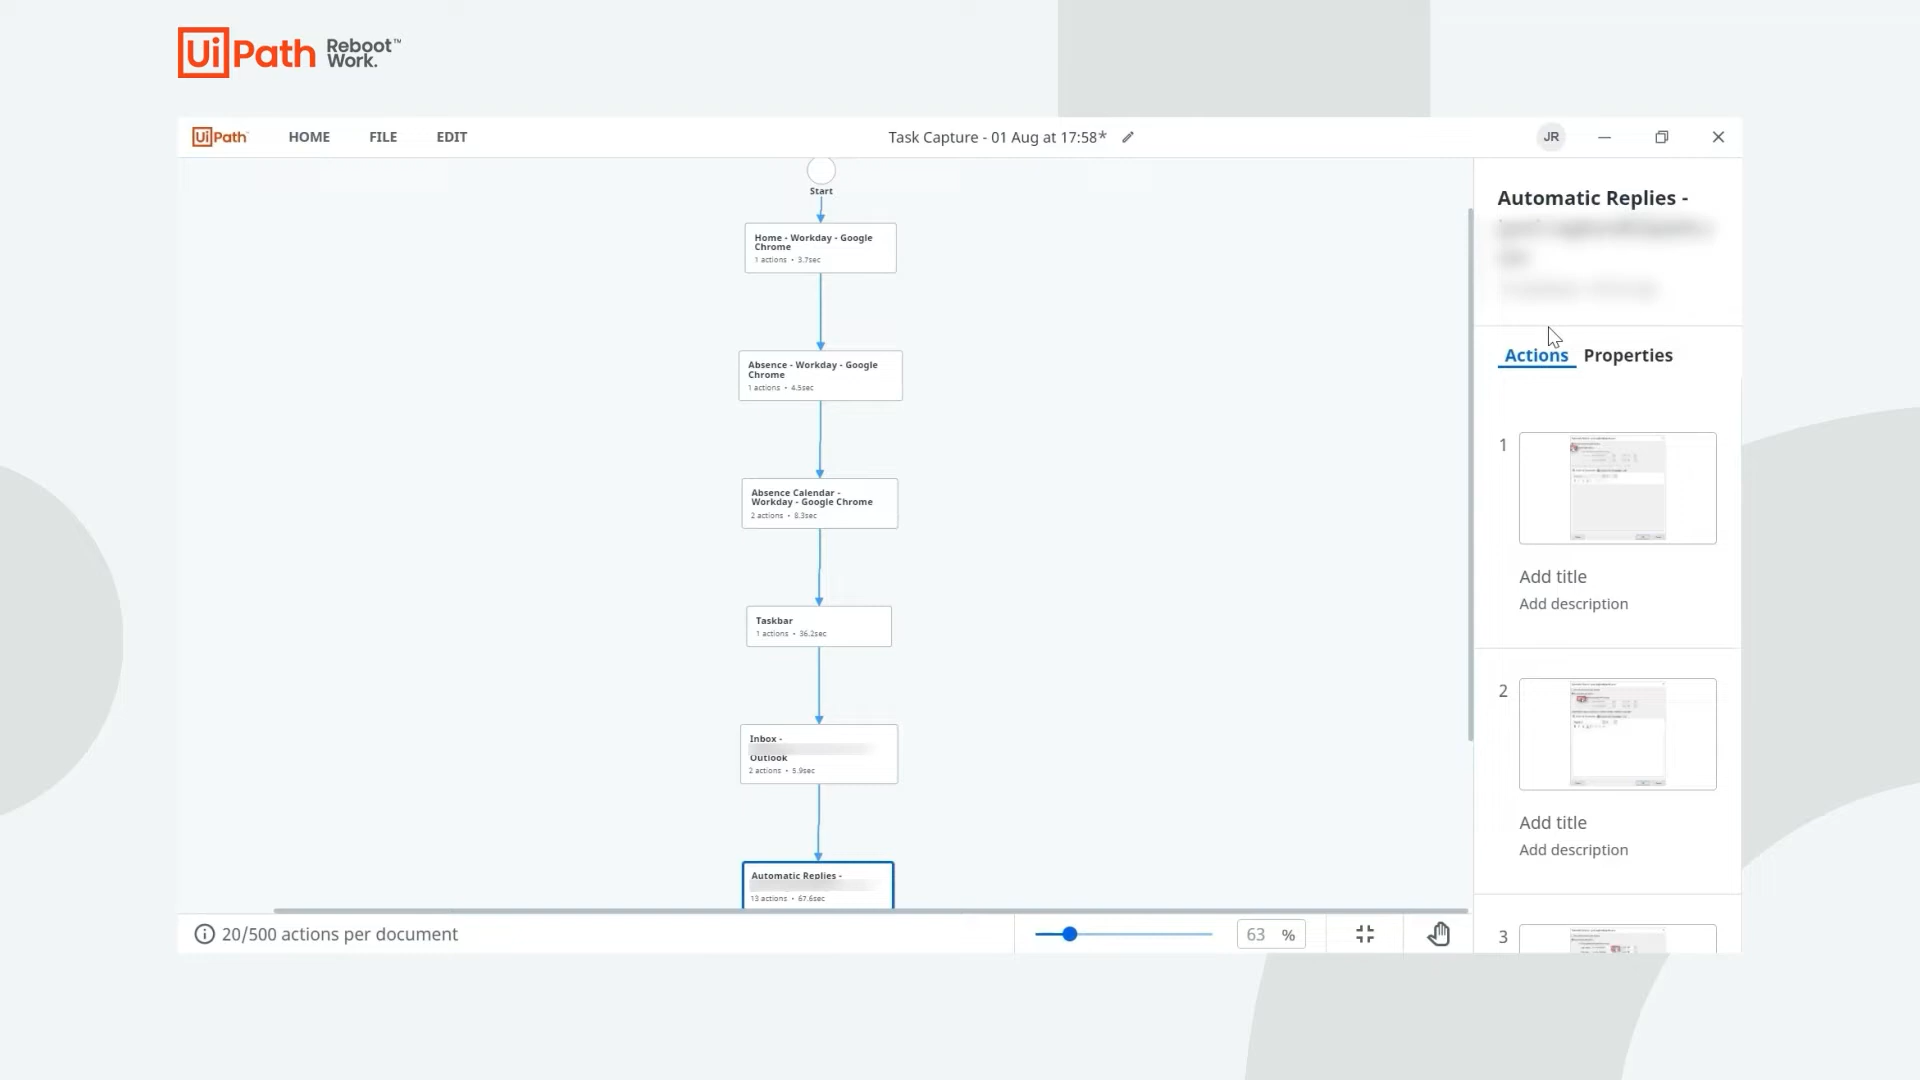 UiPath Reboot™
Work.
UiPath HOME FILE EDIT Task Capture - 01 Aug at 17:58* JR
Start
Home - Workday - Google
Chrome
1 actions • 3.7sec
Absence - Workday - Google
Chrome
1 actions • 4.5sec
Absence Calendar -
Workday - Google Chrome
2 actions • 8.3sec
Taskbar
1 actions • 36.2sec
Inbox -
Outlook
2 actions • 5.9sec
Automatic Replies -
13 actions • 67.6sec
20/500 actions per document
63 %
Automatic Replies -
Actions Properties
1
Add title
Add description
2
Add title
Add description
3